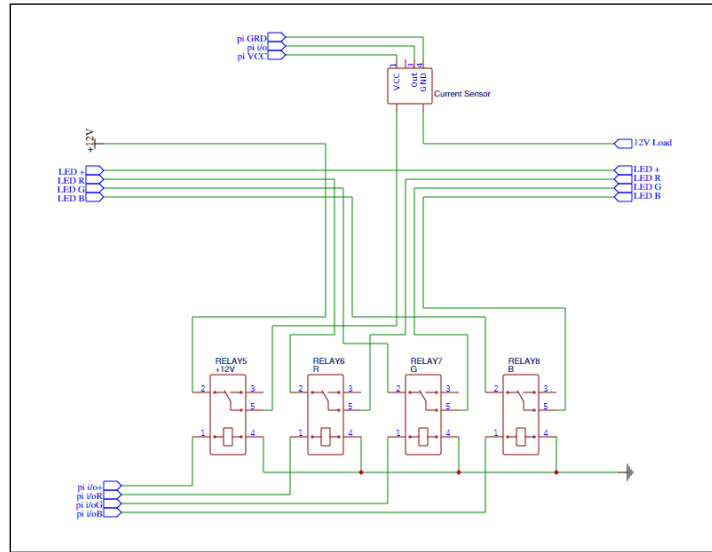 pi GRD
pi i/o
pi VCC
1
3
4
VCC
Out
GND
Current Sensor
+12V
12V Load
LED +
LED R
LED G
LED B
LED +
LED R
LED G
LED B
RELAY5
+12V
RELAY6
R
RELAY7
G
RELAY8
B
2
3
5
1
4
2
3
5
1
4
2
3
5
1
4
2
3
5
1
4
pi i/o+
pi i/oR
pi i/oG
pi i/oB